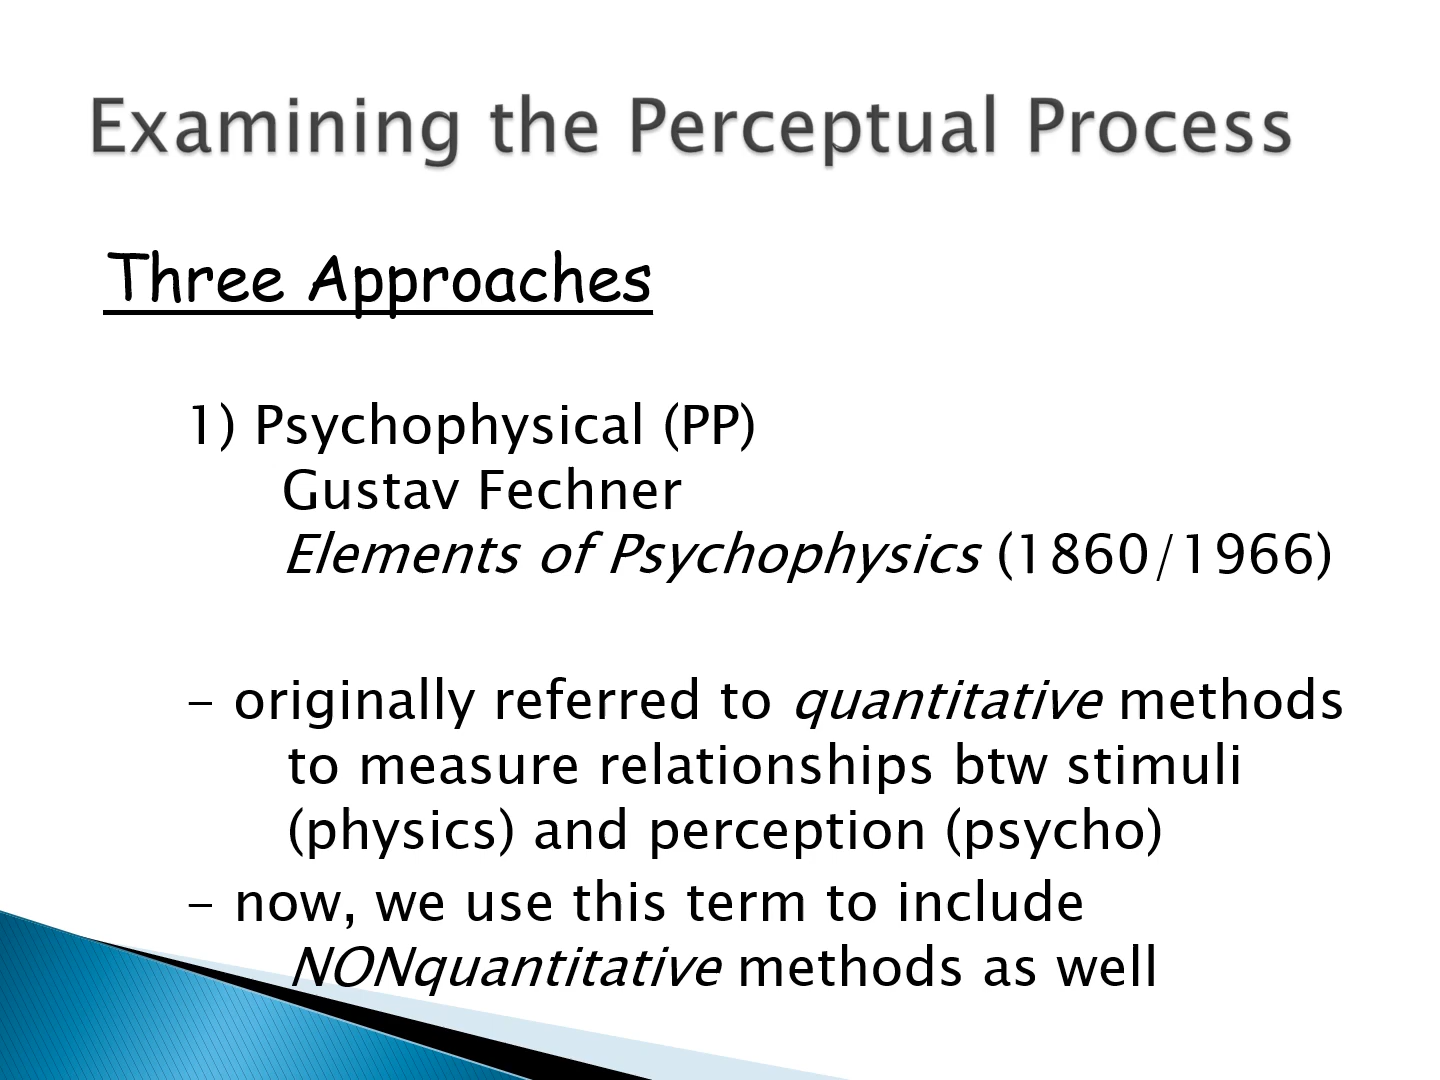 Examining the Perceptual Process
Three Approaches
1) Psychophysical (PP)
Gustav Fechner
Elements of Psychophysics (1860/1966)
- originally referred to quantitative methods
to measure relationships btw stimuli
(physics) and perception (psycho)
- now, we use this term to include
NONquantitative methods as well